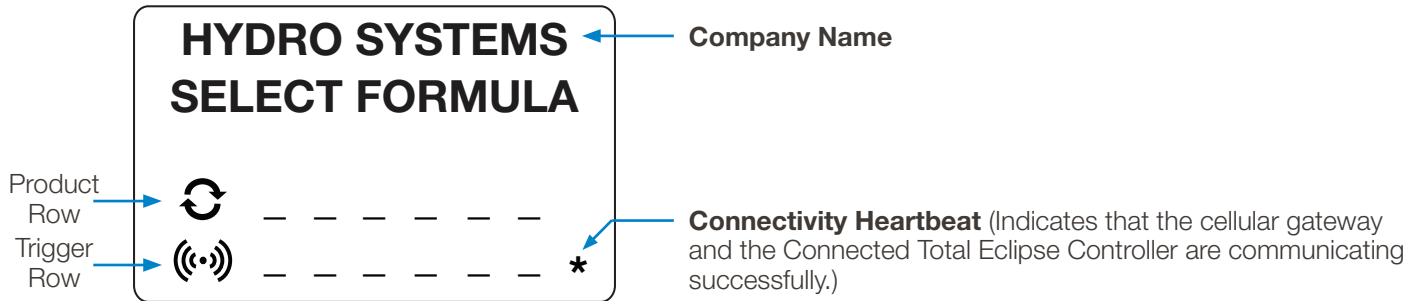 HYDRO SYSTEMS
Company Name
SELECT FORMULA
Product
Row
_ _ _ _ _ _
Trigger
Row
_ _ _ _ _ _ *
Connectivity Heartbeat (Indicates that the cellular gateway
and the Connected Total Eclipse Controller are communicating
successfully.)